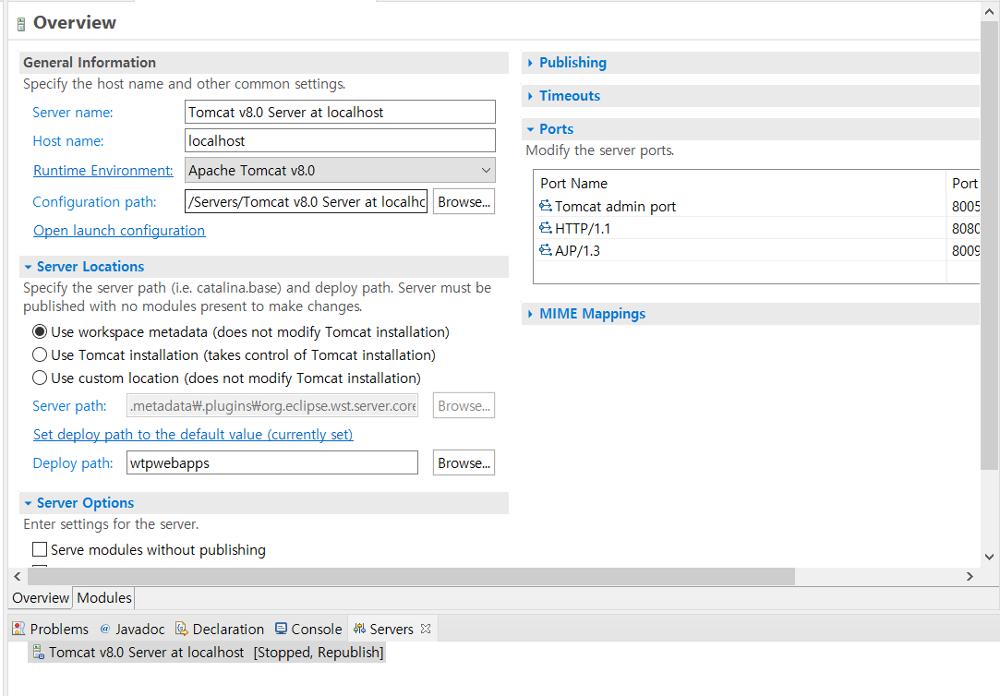 Overview
General Information
Specify the host name and other common settings.
Server name: Tomcat v8.0 Server at localhost
Host name: localhost
Runtime Environment: Apache Tomcat v8.0
Configuration path: /Servers/Tomcat v8.0 Server at localhc Browse...
Open launch configuration
Server Locations
Specify the server path (i.e. catalina.base) and deploy path. Server must be
published with no modules present to make changes.
Use workspace metadata (does not modify Tomcat installation)
Use Tomcat installation (takes control of Tomcat installation)
Use custom location (does not modify Tomcat installation)
Server path: .metadata₩.plugins₩org.eclipse.wst.server.core Browse...
Set deploy path to the default value (currently set)
Deploy path: wtpwebapps Browse...
Server Options
Enter settings for the server.
Serve modules without publishing
Publishing
Timeouts
Ports
Modify the server ports.
Port Name Port
Tomcat admin port 8005
HTTP/1.1 8080
AJP/1.3 8009
MIME Mappings
Overview Modules
Problems @ Javadoc Declaration Console Servers
Tomcat v8.0 Server at localhost [Stopped, Republish]